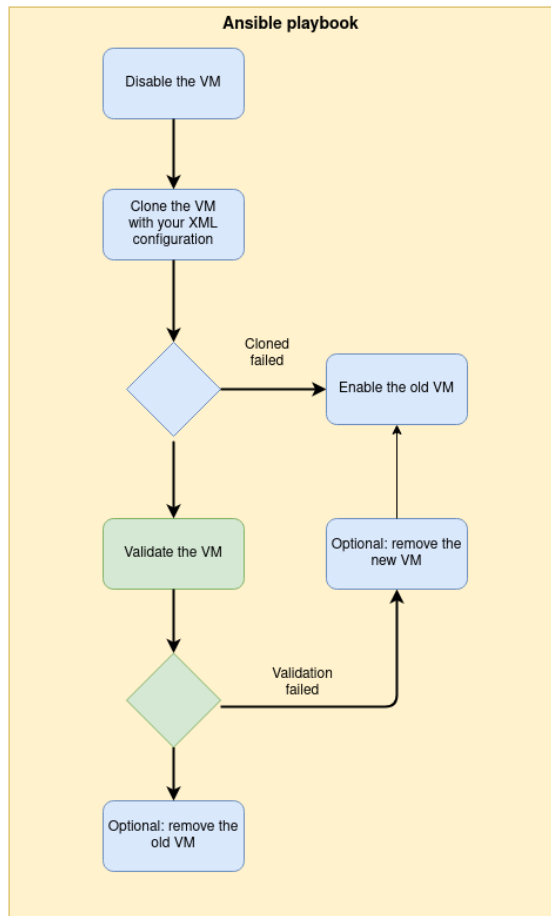 Ansible playbook
Disable the VM
Clone the VM
with your XML
configuration
Cloned
failed
Enable the old VM
Validate the VM
Optional: remove the
new VM
Validation
failed
Optional: remove the
old VM